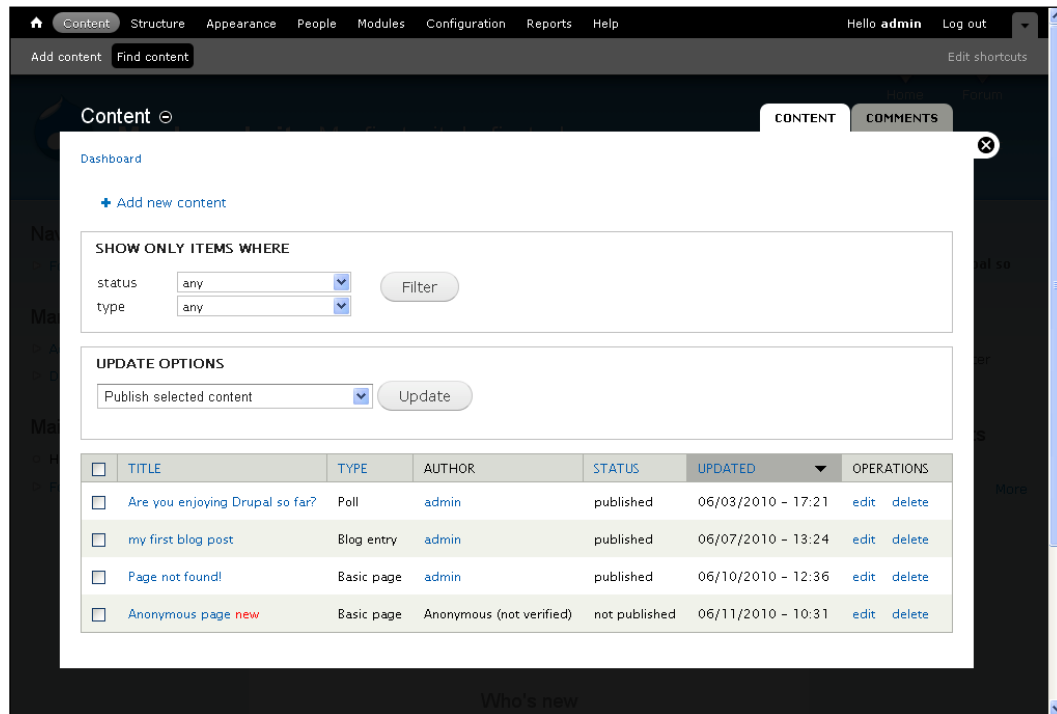 Content Structure Appearance People Modules Configuration Reports Help Hello admin Log out
Add content Find content Edit shortcuts
Home Forum
Content CONTENT COMMENTS
Dashboard
Add new content
SHOW ONLY ITEMS WHERE
status any Filter
type any
UPDATE OPTIONS
Publish selected content Update
TITLE TYPE AUTHOR STATUS UPDATED OPERATIONS
Are you enjoying Drupal so far? Poll admin published 06/03/2010 - 17:21 edit delete
my first blog post Blog entry admin published 06/07/2010 - 13:24 edit delete
Page not found! Basic page admin published 06/10/2010 - 12:36 edit delete
Anonymous page new Basic page Anonymous (not verified) not published 06/11/2010 - 10:31 edit delete
More
Who's new